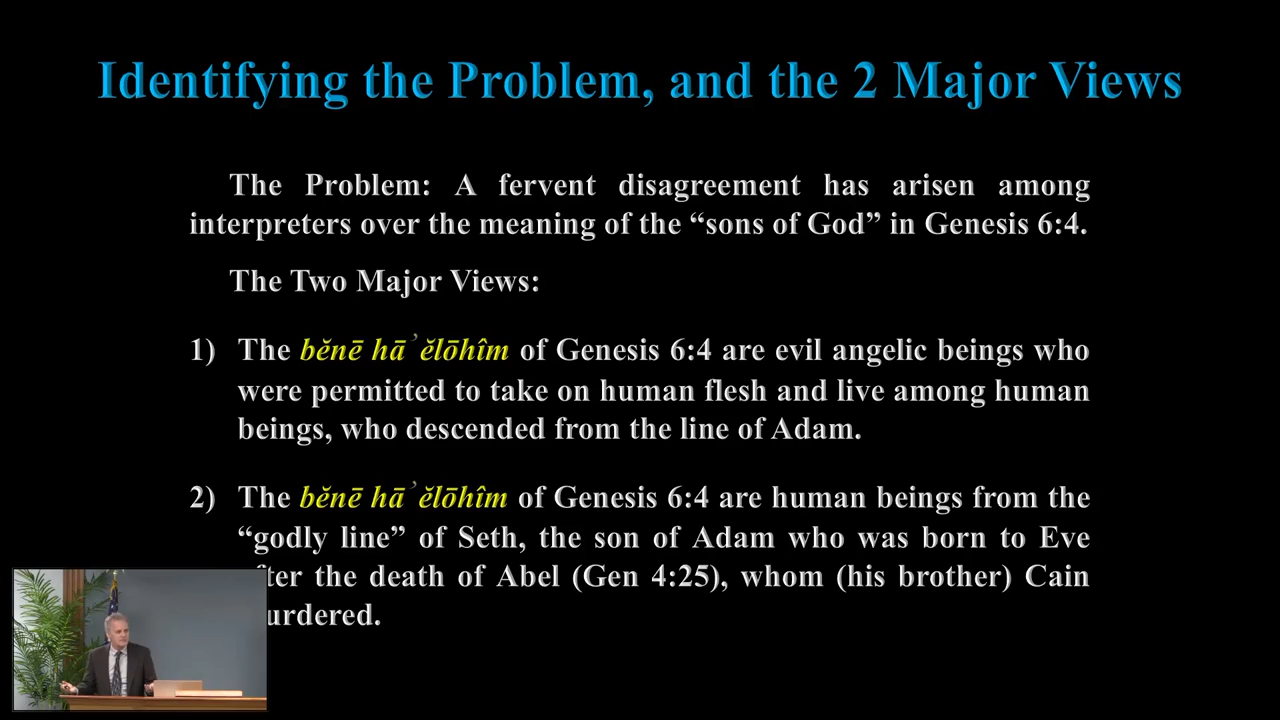 Identifying the Problem, and the 2 Major Views
The Problem: A fervent disagreement has arisen among
interpreters over the meaning of the “sons of God” in Genesis 6:4.
The Two Major Views:
1) The bĕnē hāʾĕlōhîm of Genesis 6:4 are evil angelic beings who
were permitted to take on human flesh and live among human
beings, who descended from the line of Adam.
2) The bĕnē hāʾĕlōhîm of Genesis 6:4 are human beings from the
“godly line” of Seth, the son of Adam who was born to Eve
fter the death of Abel (Gen 4:25), whom (his brother) Cain
urdered.